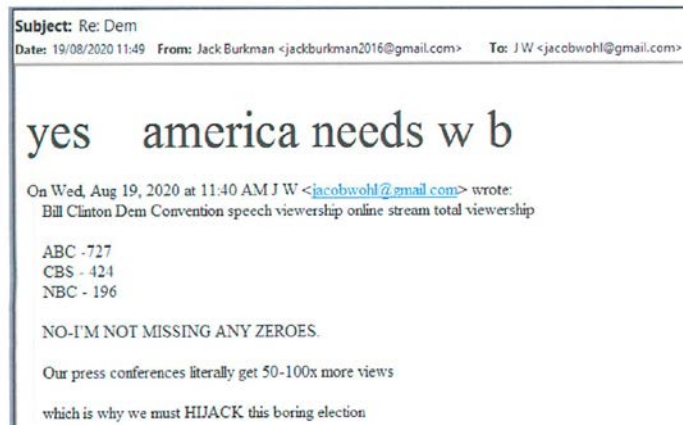 Subject: Re: Dem
Date: 19/08/2020 11:49 From: Jack Burkman <jackburkman2016@gmail.com> To: J W <jacobwohl@gmail.com>
yes america needs w b
On Wed, Aug 19, 2020 at 11:40 AM J W <jacobwohl@gmail.com> wrote:
Bill Clinton Dem Convention speech viewership online stream total viewership
ABC -727
CBS - 424
NBC - 196
NO-I'M NOT MISSING ANY ZEROES.
Our press conferences literally get 50-100x more views
which is why we must HIJACK this boring election